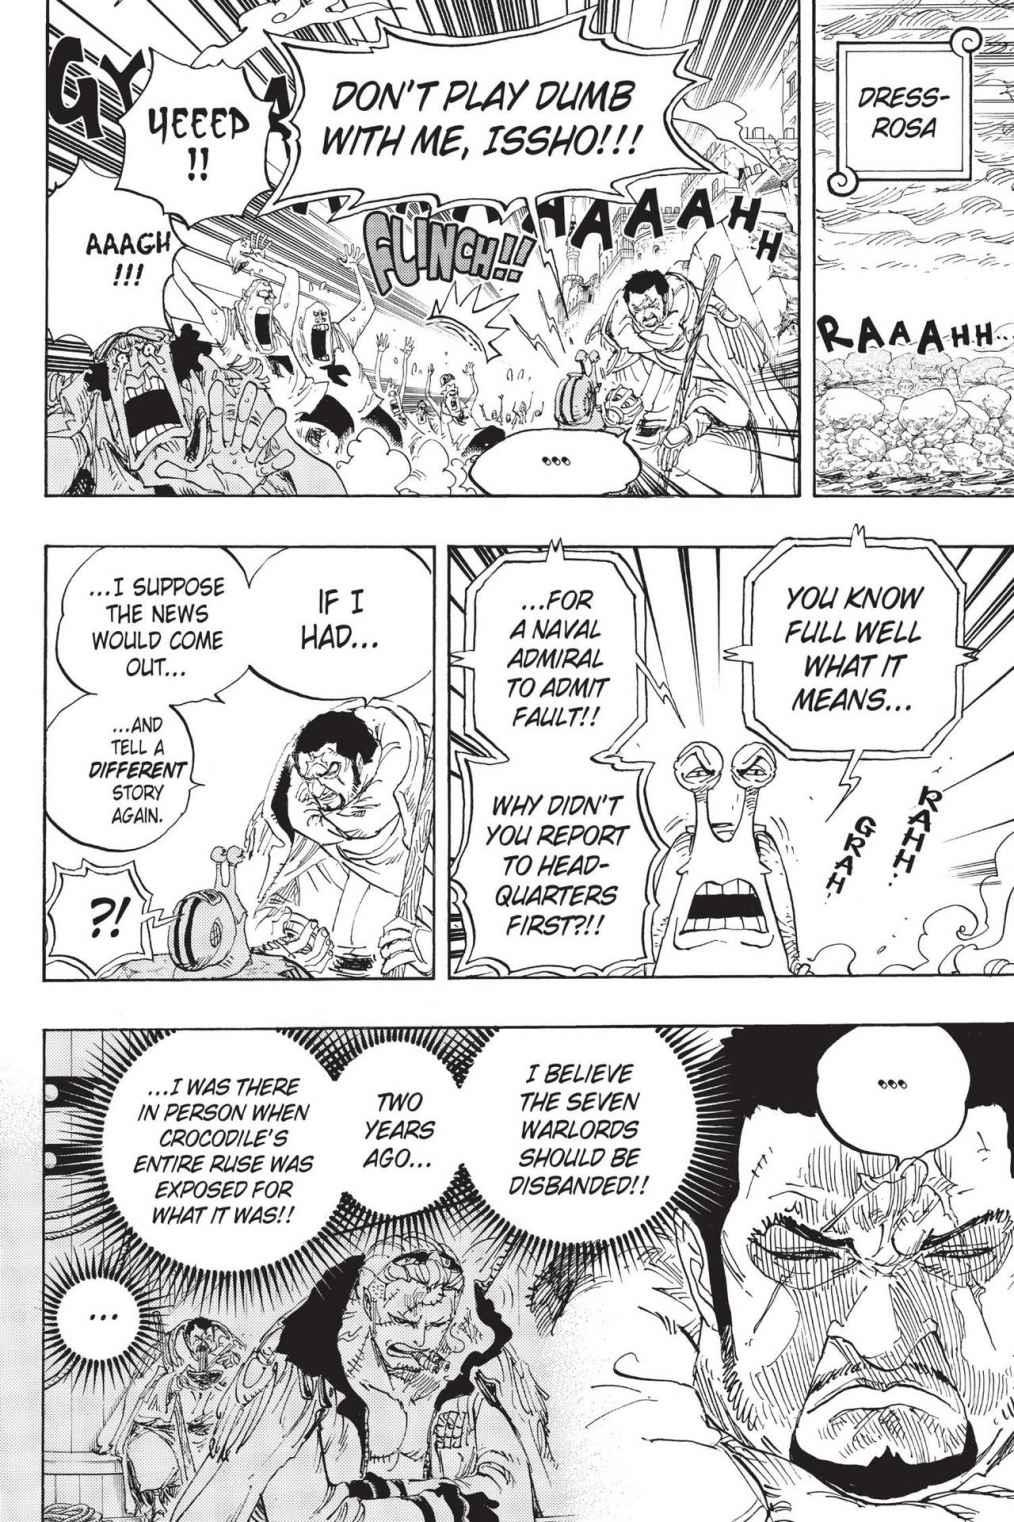 DRESS-
ROSA
RAAAHH..
DON'T PLAY DUMB
WITH ME, ISSHO!!!
YEEEP
!!
AAAGH
!!!
FLINCH!!
...
YOU KNOW
FULL WELL
WHAT IT
MEANS...
...FOR
A NAVAL
ADMIRAL
TO ADMIT
FAULT!!
WHY DIDN'T
YOU REPORT
TO HEAD-
QUARTERS
FIRST?!!
RAHH.
GRAH
IF I
HAD...
...I SUPPOSE
THE NEWS
WOULD COME
OUT...
...AND
TELL A
DIFFERENT
STORY
AGAIN.
?!
...
I BELIEVE
THE SEVEN
WARLORDS
SHOULD BE
DISBANDED!!
TWO
YEARS
AGO...
...I WAS THERE
IN PERSON WHEN
CROCODILE'S
ENTIRE RUSE WAS
EXPOSED FOR
WHAT IT WAS!!
...